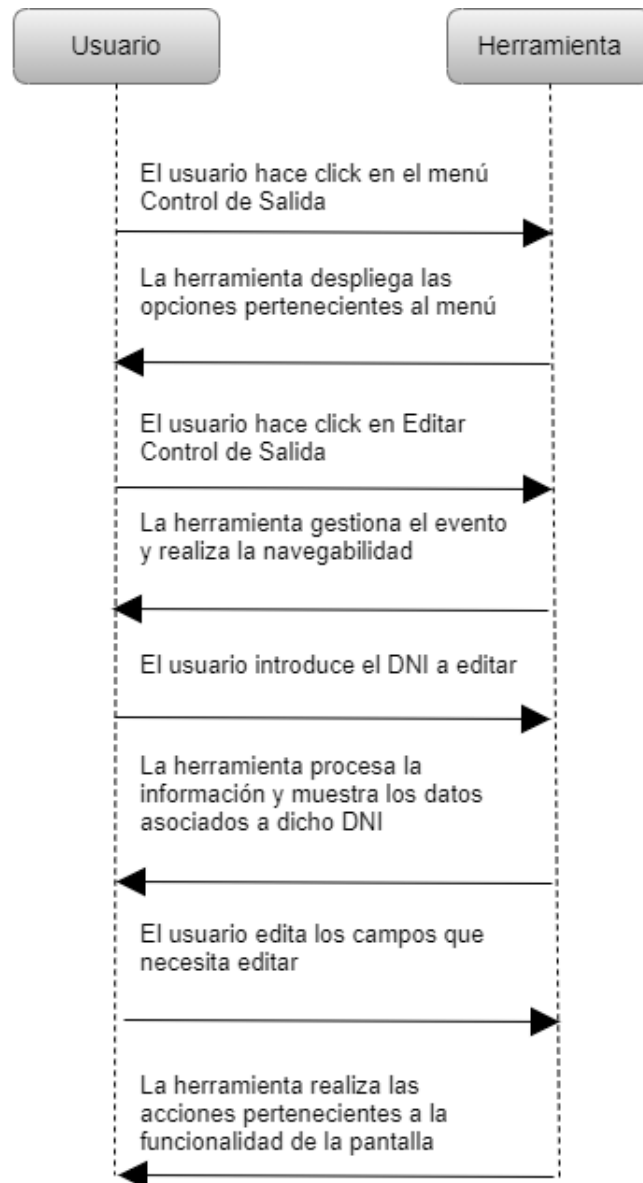 Usuario
Herramienta
El usuario hace click en el menú
Control de Salida
La herramienta despliega las
opciones pertenecientes al menú
El usuario hace click en Editar
Control de Salida
La herramienta gestiona el evento
y realiza la navegabilidad
El usuario introduce el DNI a editar
La herramienta procesa la
información y muestra los datos
asociados a dicho DNI
El usuario edita los campos que
necesita editar
La herramienta realiza las
acciones pertenecientes a la
funcionalidad de la pantalla